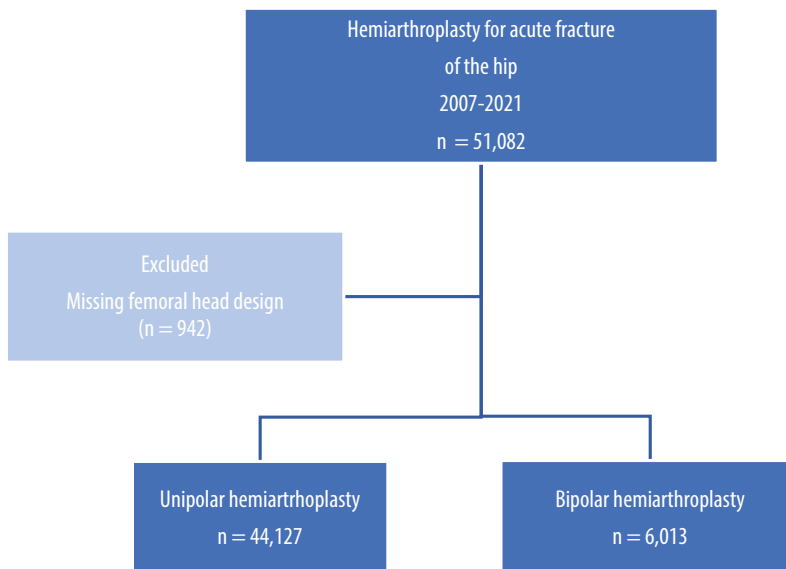 Hemiarthroplasty for acute fracture
of the hip
2007-2021
n = 51,082
Excluded
Missing femoral head design
(n = 942)
Unipolar hemiartrhoplasty
n = 44,127
Bipolar hemiarthroplasty
n = 6,013